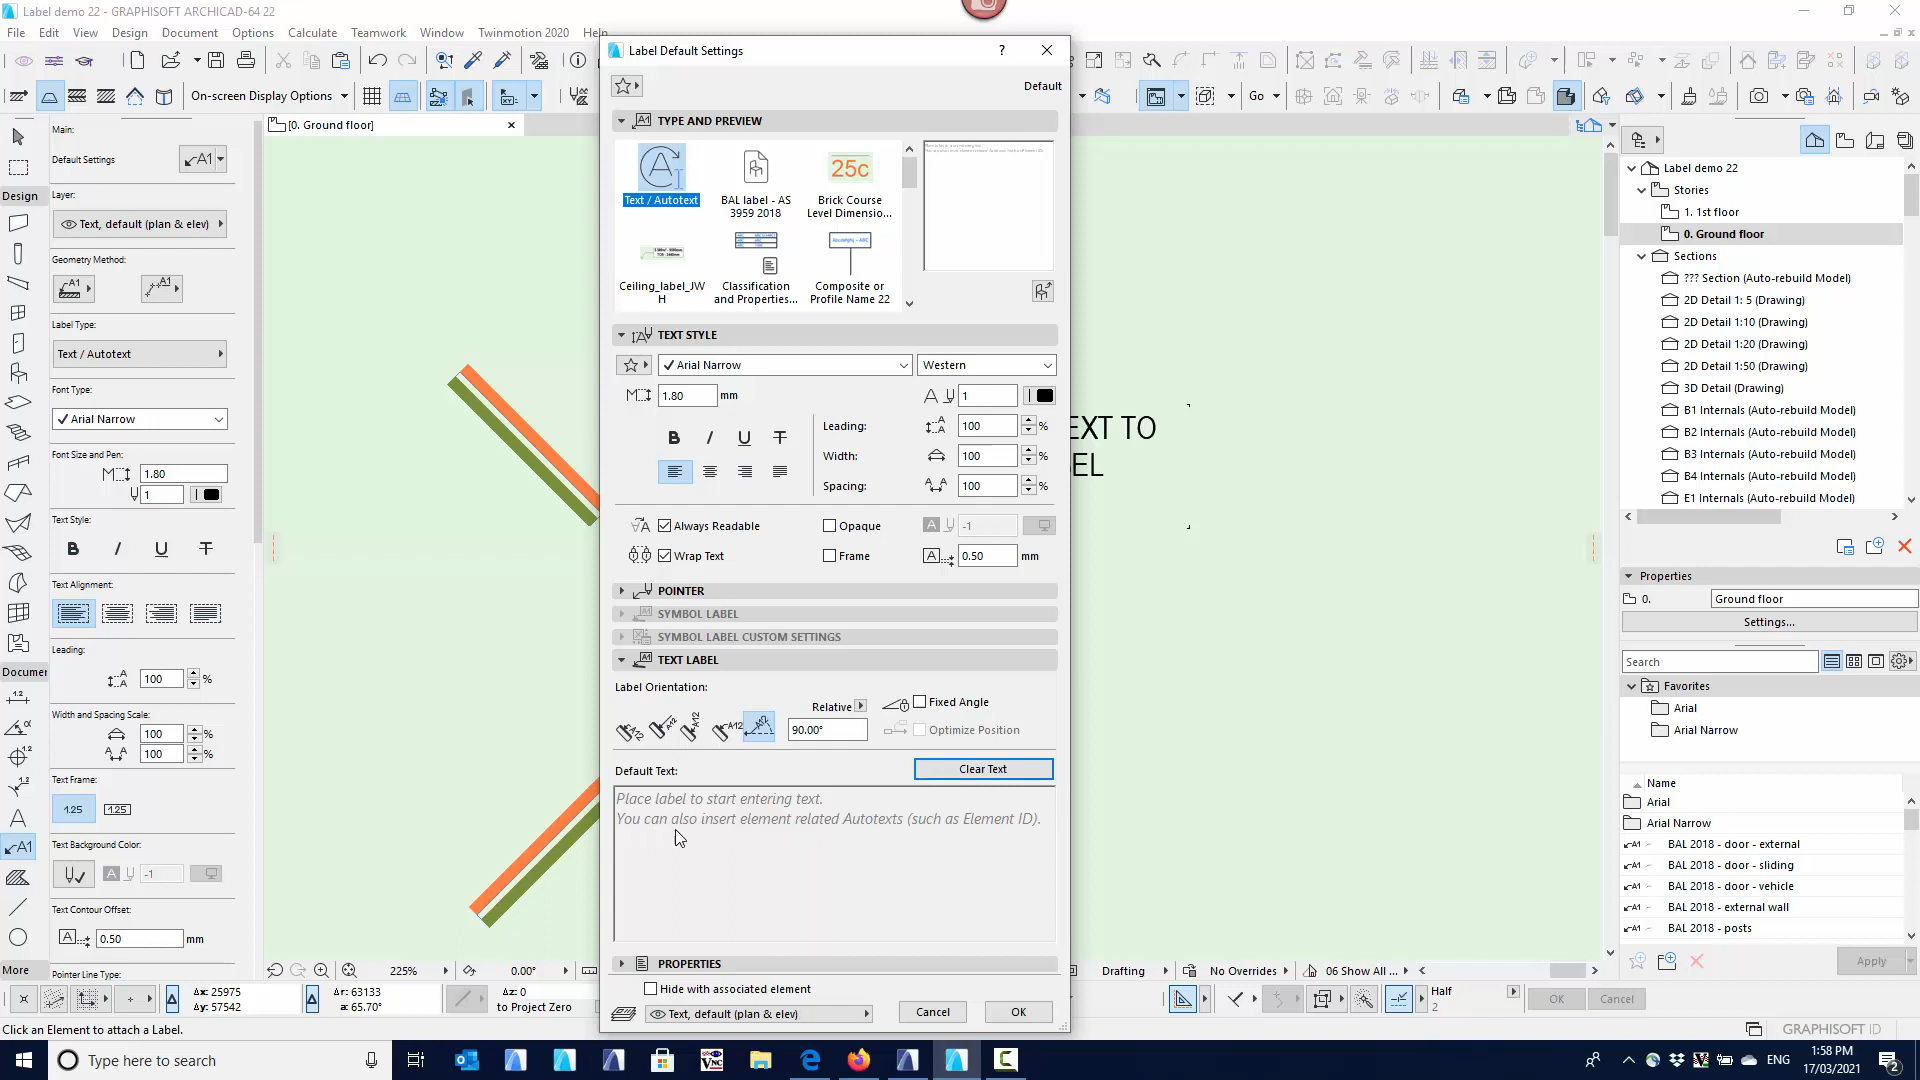 Label demo 22 - GRAPHISOFT ARCHICAD-64 22
File Edit View Design Document Options Calculate Teamwork Window Twinmotion 2020 Help
On-screen Display Options
Go
[0. Ground floor]
Main:
Default Settings
Layer:
Text, default (plan & elev)
Geometry Method:
Label Type:
Text / Autotext
Font Type:
Arial Narrow
Font Size and Pen:
1.80
1
Text Style:
B I U T
Text Alignment:
Leading:
100 %
Width and Spacing Scale:
100
100 %
Text Frame:
1.25 1.25
Text Background Color:
-1
Text Contour Offset:
0.50 mm
Pointer Line Type:
Design
Documen
More
Label Default Settings
Default
TYPE AND PREVIEW
Text / Autotext
BAL label - AS 3959 2018
25c
Brick Course Level Dimensio...
Ceiling_label_JWH
Classification and Properties...
Composite or Profile Name 22
TEXT STYLE
Arial Narrow Western
1.80 mm 1
B I U T
Leading: 100 %
Width: 100 %
Spacing: 100 %
Always Readable Opaque -1
Wrap Text Frame 0.50 mm
POINTER
SYMBOL LABEL
SYMBOL LABEL CUSTOM SETTINGS
TEXT LABEL
Label Orientation:
Relative Fixed Angle
90.00° Optimize Position
Default Text: Clear Text
Place label to start entering text.
You can also insert element related Autotexts (such as Element ID).
PROPERTIES
Hide with associated element
Text, default (plan & elev) Cancel OK
EXT TO
EL
Label demo 22
Stories
1. 1st floor
0. Ground floor
Sections
??? Section (Auto-rebuild Model)
2D Detail 1: 5 (Drawing)
2D Detail 1:10 (Drawing)
2D Detail 1:20 (Drawing)
2D Detail 1:50 (Drawing)
3D Detail (Drawing)
B1 Internals (Auto-rebuild Model)
B2 Internals (Auto-rebuild Model)
B3 Internals (Auto-rebuild Model)
B4 Internals (Auto-rebuild Model)
E1 Internals (Auto-rebuild Model)
Properties
0. Ground floor
Settings...
Search
Favorites
Arial
Arial Narrow
Name
Arial
Arial Narrow
BAL 2018 - door - external
BAL 2018 - door - sliding
BAL 2018 - door - vehicle
BAL 2018 - external wall
BAL 2018 - posts
Apply
225% 0.00°
Drafting No Overrides 06 Show All ...
Δx: 25975
Δy: 57542
Δr: 63133
a: 65.70°
Δz: 0
to Project Zero
Half
2
OK Cancel
Click an Element to attach a Label.
GRAPHISOFT ID
Type here to search
ENG
1:58 PM
17/03/2021
2